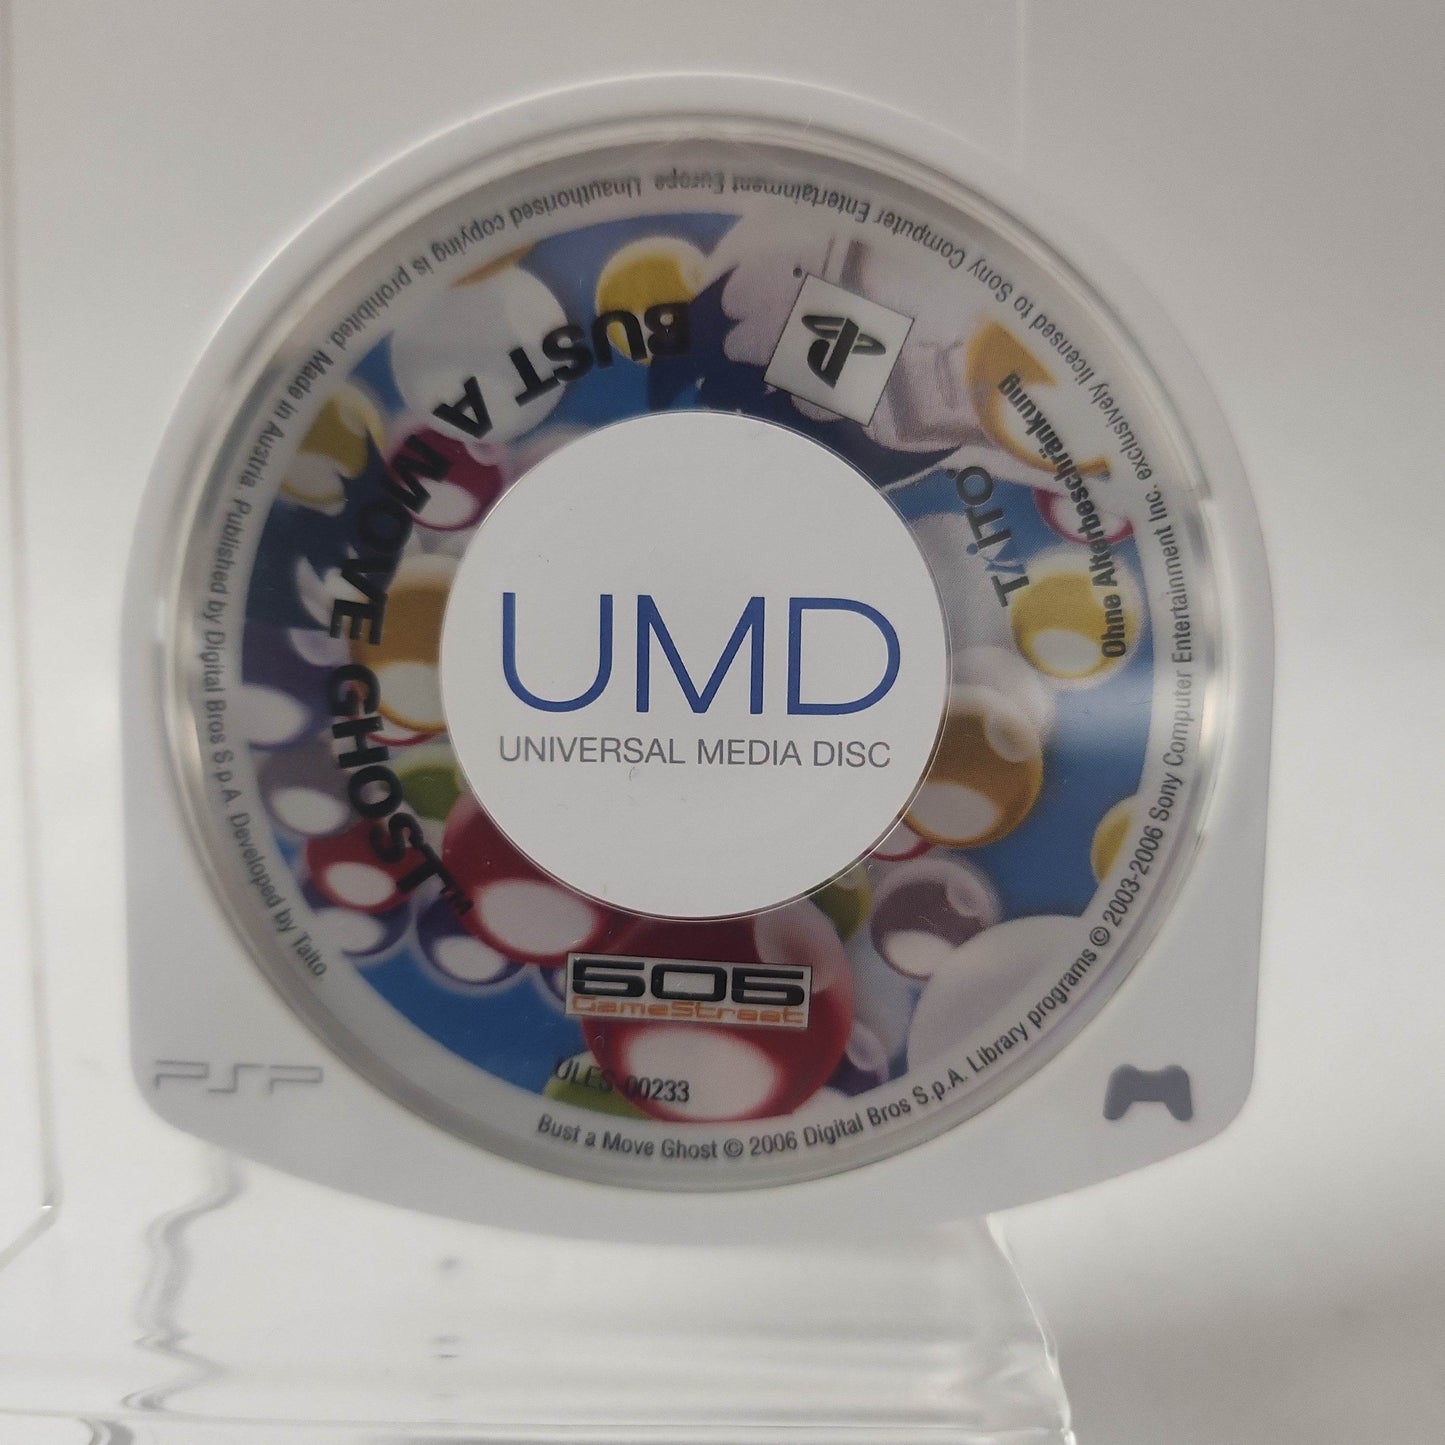 BUST A MOVE GHOST™
TAITO
Ohne Altersbeschränkung
UMD
UNIVERSAL MEDIA DISC
505
GameStreet
ULES-00233
PSP
Bust a Move Ghost © 2006 Digital Bros S.p.A. Library programs © 2003-2006 Sony Computer Entertainment Inc. exclusively licensed to Sony Computer Entertainment Europe. Unauthorised copying is prohibited. Made in Austria. Published by Digital Bros S.p.A. Developed by Taito.